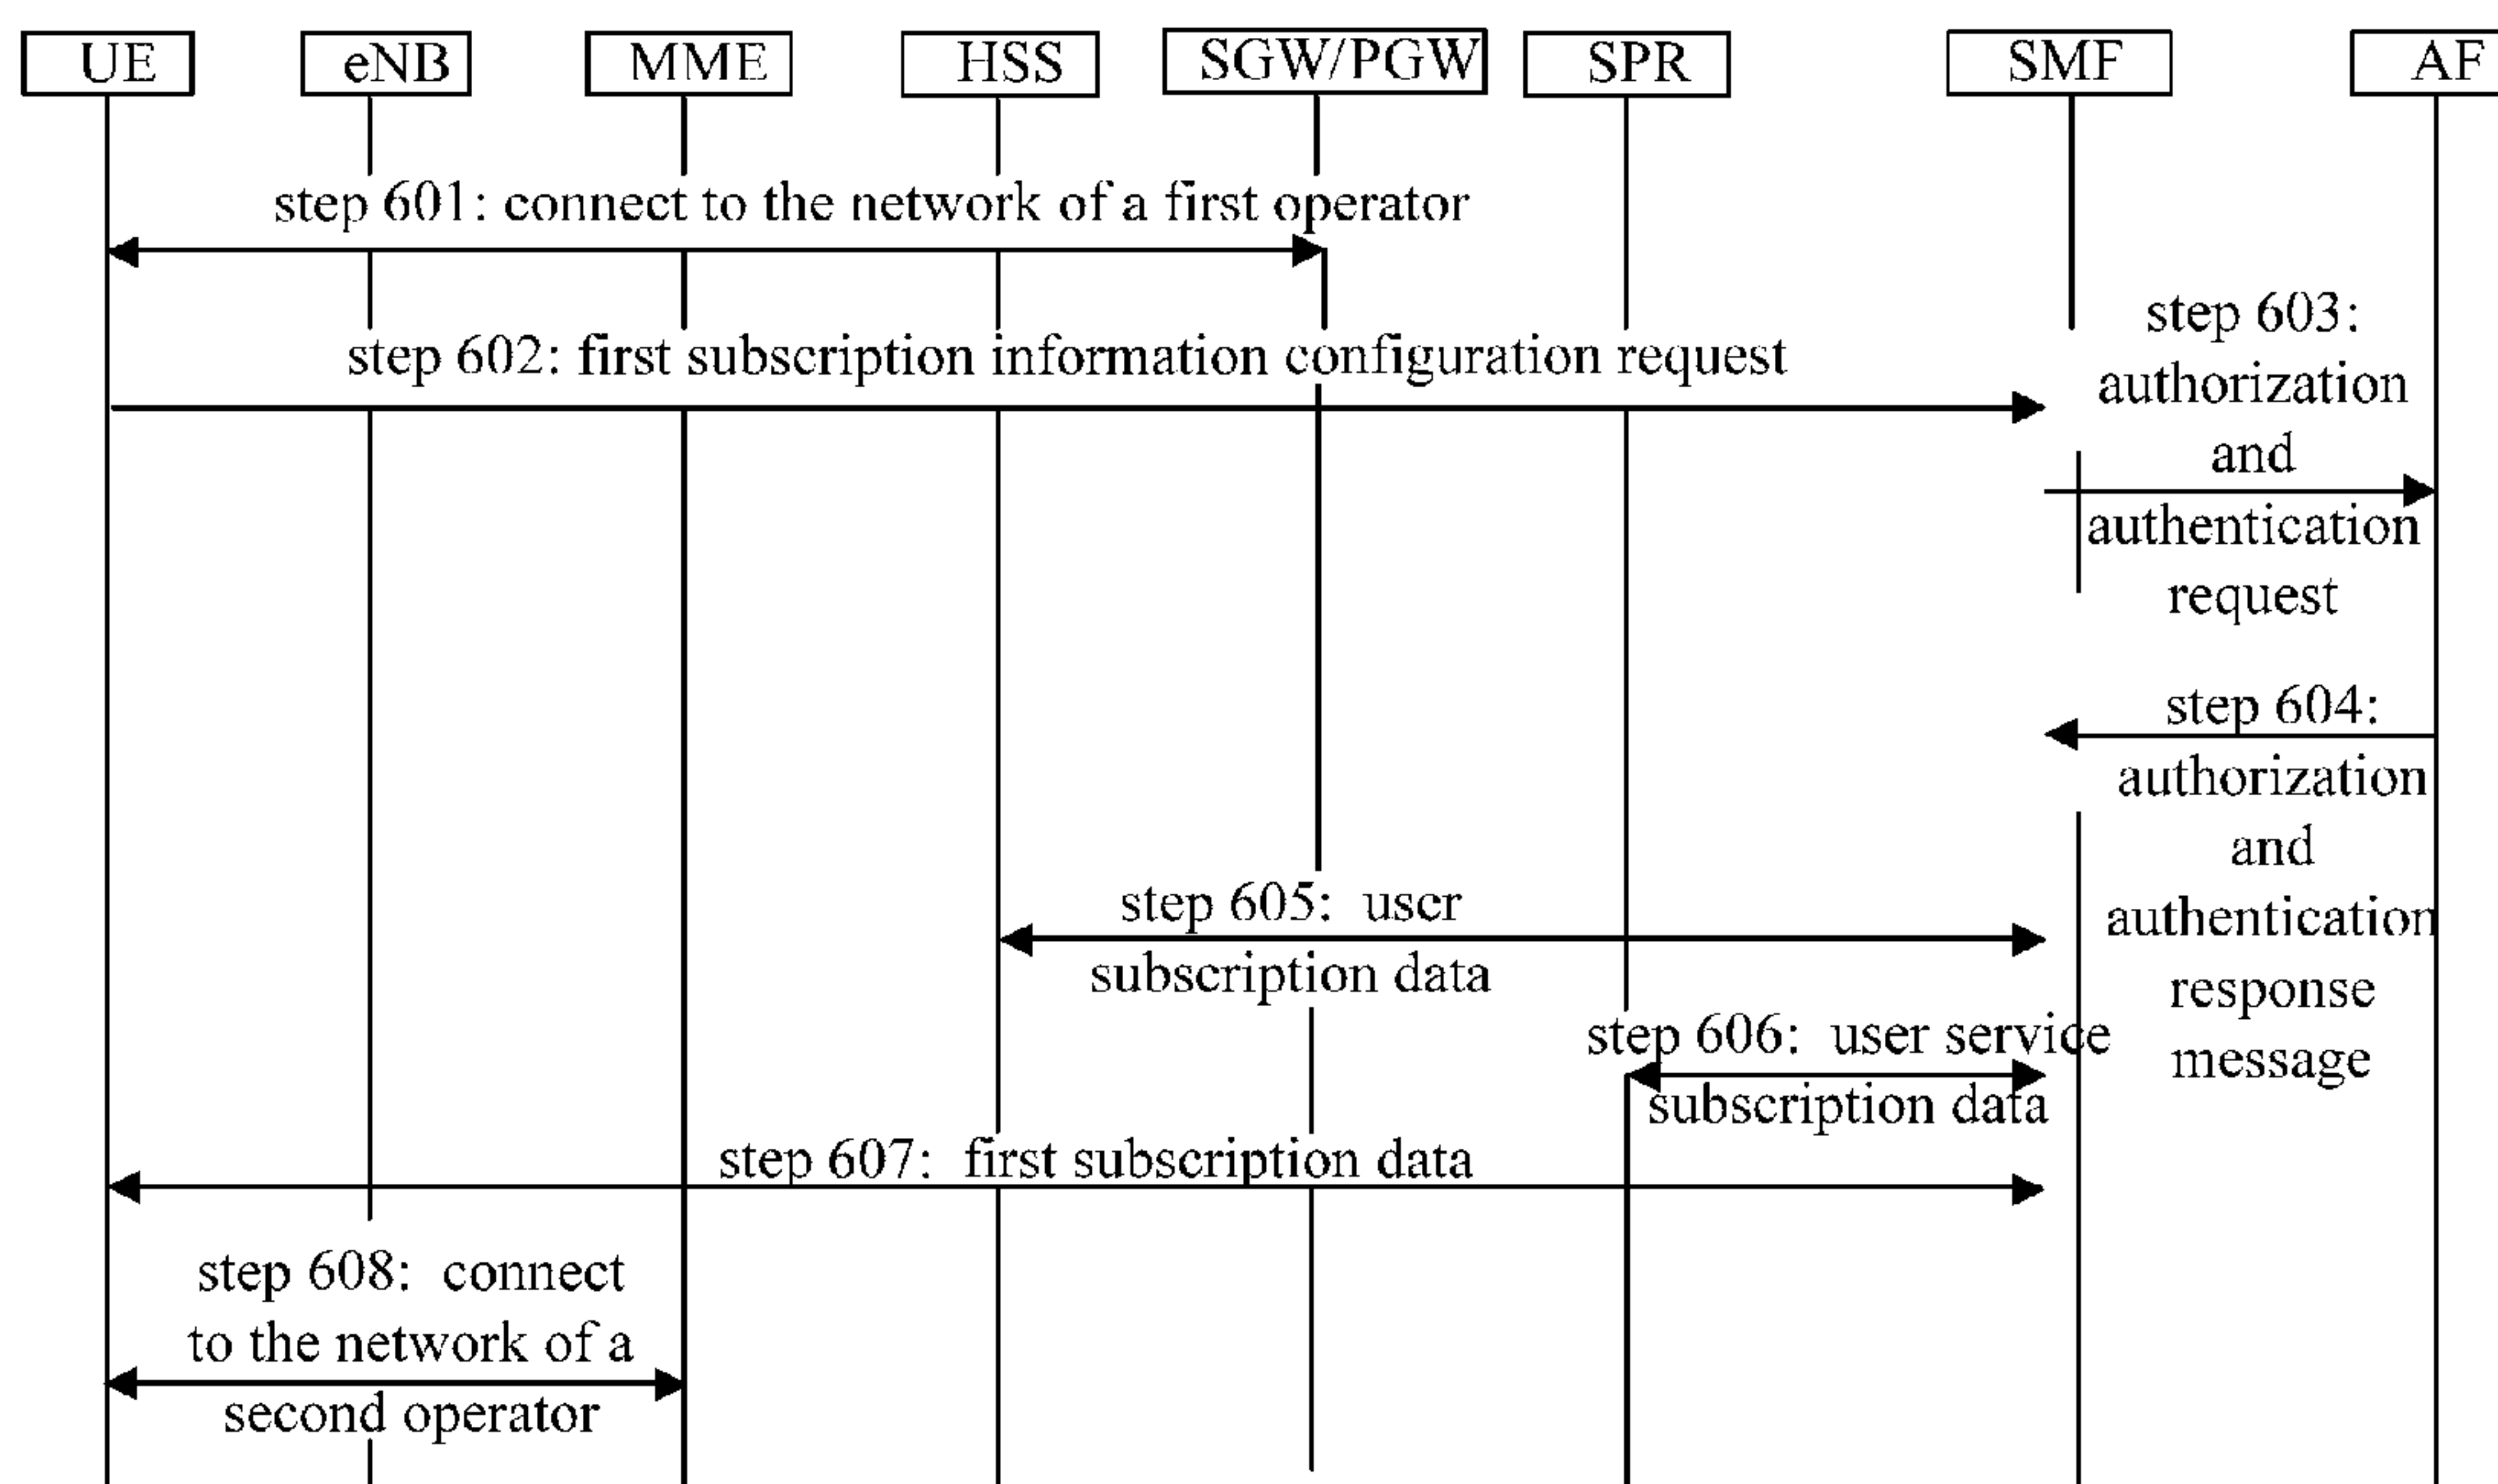 UE
eNB
MME
HSS
SGW/PGW
SPR
SMF
AF
step 601: connect to the network of a first operator
step 602: first subscription information configuration request
step 603:
authorization
and
authentication
request
step 604:
authorization
and
authentication
response
message
step 605: user
subscription data
step 606: user service
subscription data
step 607: first subscription data
step 608: connect
to the network of a
second operator